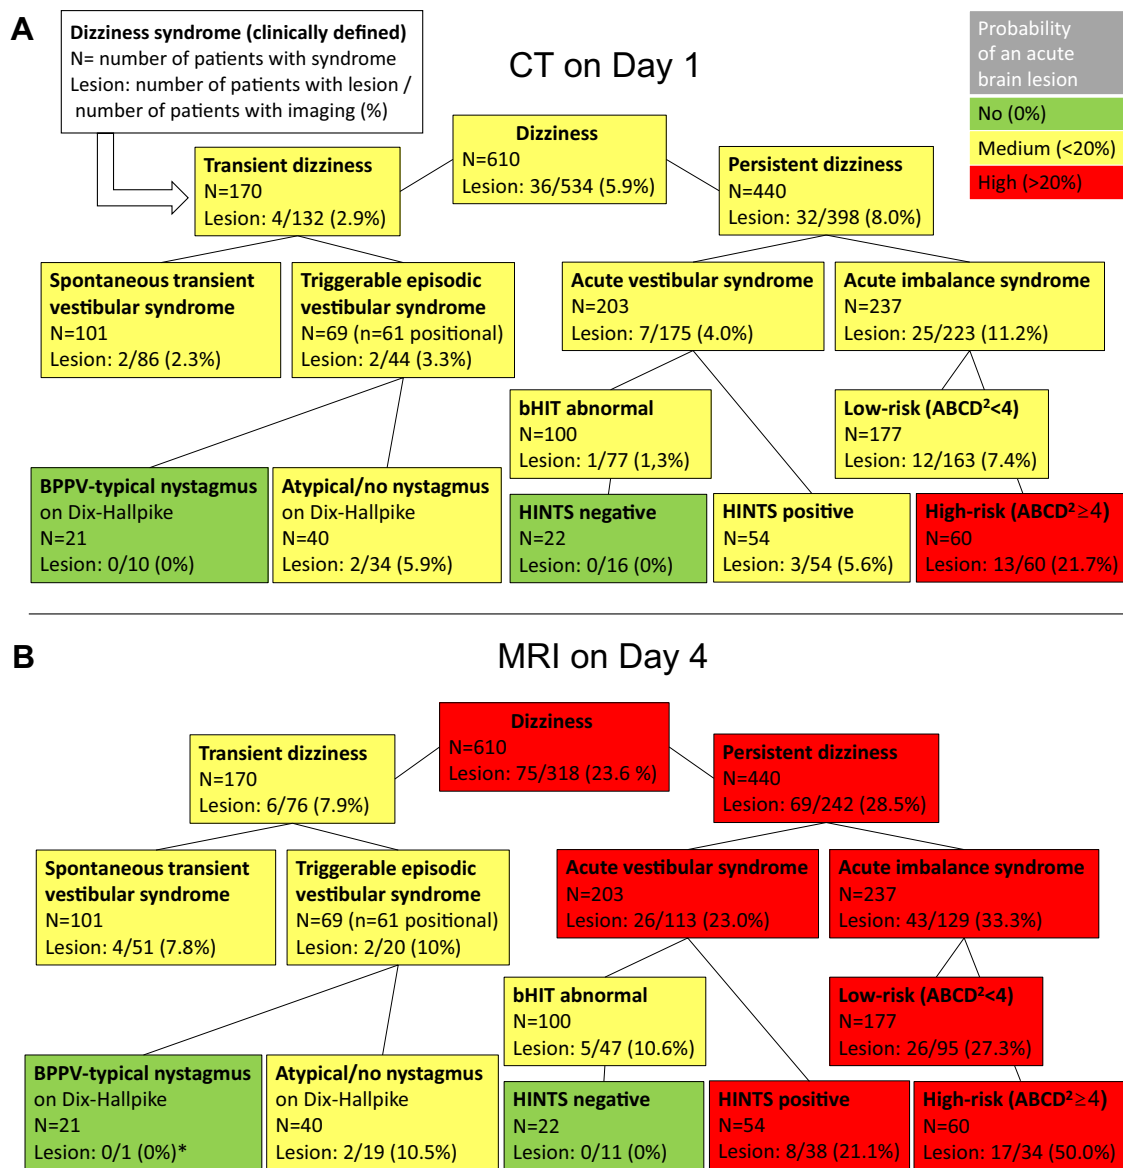 A
Dizziness syndrome (clinically defined)
N= number of patients with syndrome
Lesion: number of patients with lesion /
number of patients with imaging (%)
CT on Day 1
Probability
of an acute
brain lesion
No (0%)
Medium (<20%)
High (>20%)
Dizziness
N=610
Lesion: 36/534 (5.9%)
Transient dizziness
N=170
Lesion: 4/132 (2.9%)
Persistent dizziness
N=440
Lesion: 32/398 (8.0%)
Spontaneous transient
vestibular syndrome
N=101
Lesion: 2/86 (2.3%)
Triggerable episodic
vestibular syndrome
N=69 (n=61 positional)
Lesion: 2/44 (3.3%)
Acute vestibular syndrome
N=203
Lesion: 7/175 (4.0%)
Acute imbalance syndrome
N=237
Lesion: 25/223 (11.2%)
bHIT abnormal
N=100
Lesion: 1/77 (1,3%)
Low-risk (ABCD²<4)
N=177
Lesion: 12/163 (7.4%)
BPPV-typical nystagmus
on Dix-Hallpike
N=21
Lesion: 0/10 (0%)
Atypical/no nystagmus
on Dix-Hallpike
N=40
Lesion: 2/34 (5.9%)
HINTS negative
N=22
Lesion: 0/16 (0%)
HINTS positive
N=54
Lesion: 3/54 (5.6%)
High-risk (ABCD²≥4)
N=60
Lesion: 13/60 (21.7%)
B
MRI on Day 4
Dizziness
N=610
Lesion: 75/318 (23.6 %)
Transient dizziness
N=170
Lesion: 6/76 (7.9%)
Persistent dizziness
N=440
Lesion: 69/242 (28.5%)
Spontaneous transient
vestibular syndrome
N=101
Lesion: 4/51 (7.8%)
Triggerable episodic
vestibular syndrome
N=69 (n=61 positional)
Lesion: 2/20 (10%)
Acute vestibular syndrome
N=203
Lesion: 26/113 (23.0%)
Acute imbalance syndrome
N=237
Lesion: 43/129 (33.3%)
bHIT abnormal
N=100
Lesion: 5/47 (10.6%)
Low-risk (ABCD²<4)
N=177
Lesion: 26/95 (27.3%)
BPPV-typical nystagmus
on Dix-Hallpike
N=21
Lesion: 0/1 (0%)*
Atypical/no nystagmus
on Dix-Hallpike
N=40
Lesion: 2/19 (10.5%)
HINTS negative
N=22
Lesion: 0/11 (0%)
HINTS positive
N=54
Lesion: 8/38 (21.1%)
High-risk (ABCD²≥4)
N=60
Lesion: 17/34 (50.0%)